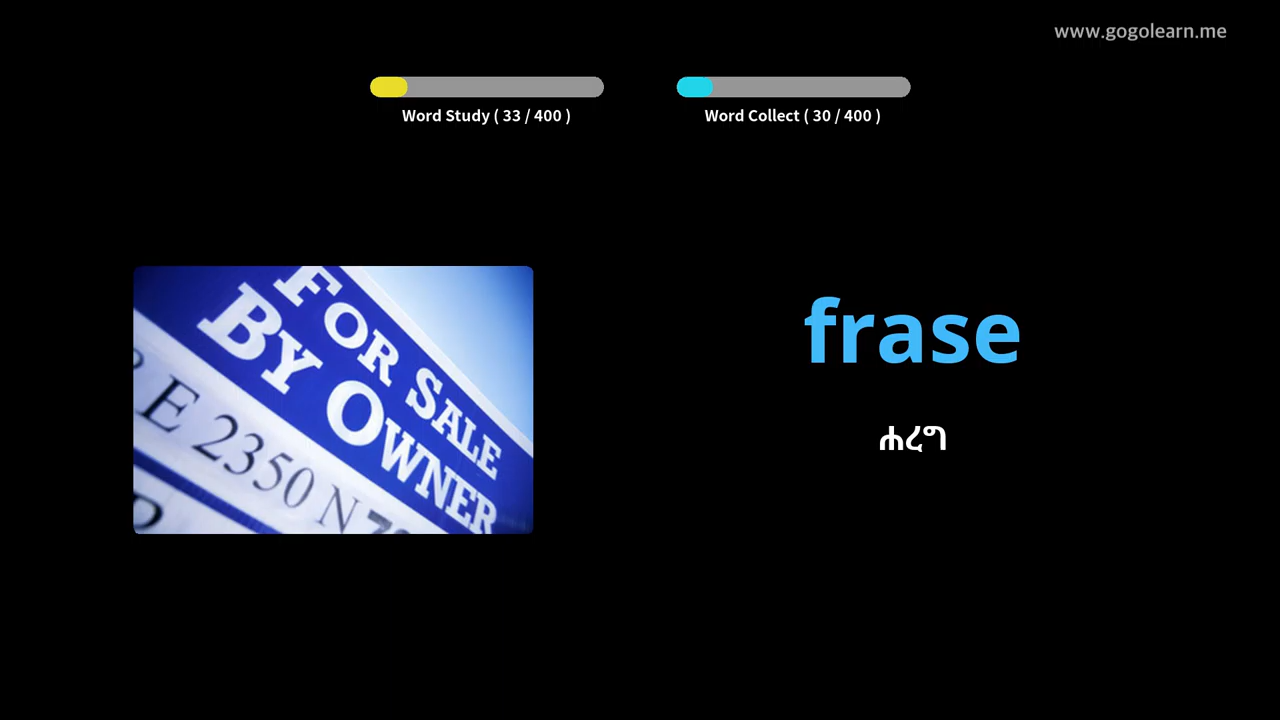 www.gogolearn.me
Word Study ( 33 / 400 )
Word Collect ( 30 / 400 )
FOR SALE
BY OWNER
E 2350 N
frase
ሐረግ